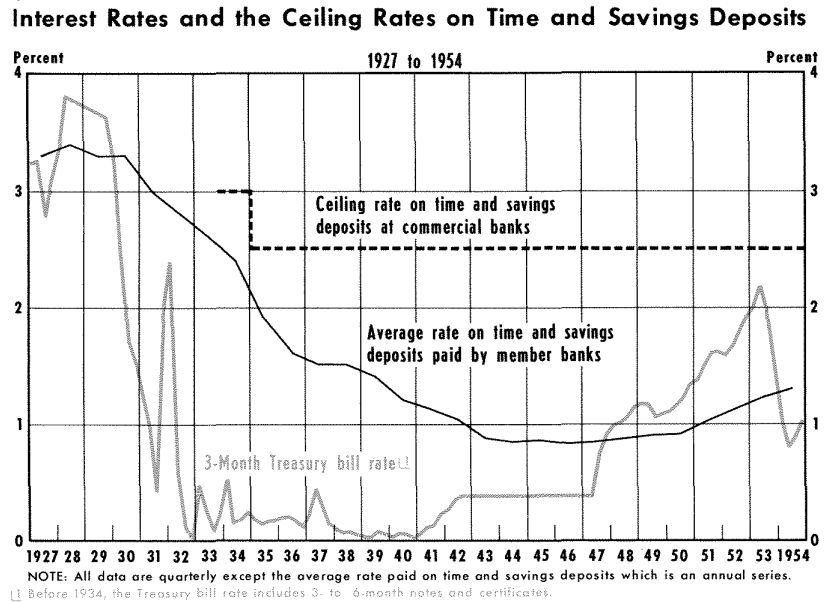 Interest Rates and the Ceiling Rates on Time and Savings Deposits
Percent 1927 to 1954 Percent
4 4
3 3
Ceiling rate on time and savings
deposits at commercial banks
2 2
Average rate on time and savings
deposits paid by member banks
1 1
3-Month Treasury bill rate 1
0 0
1927 28 29 30 31 32 33 34 35 36 37 38 39 40 41 42 43 44 45 46 47 48 49 50 51 52 53 1954
NOTE: All data are quarterly except the average rate paid on time and savings deposits which is an annual series.
1 Before 1934, the Treasury bill rate includes 3- to 6-month notes and certificates.